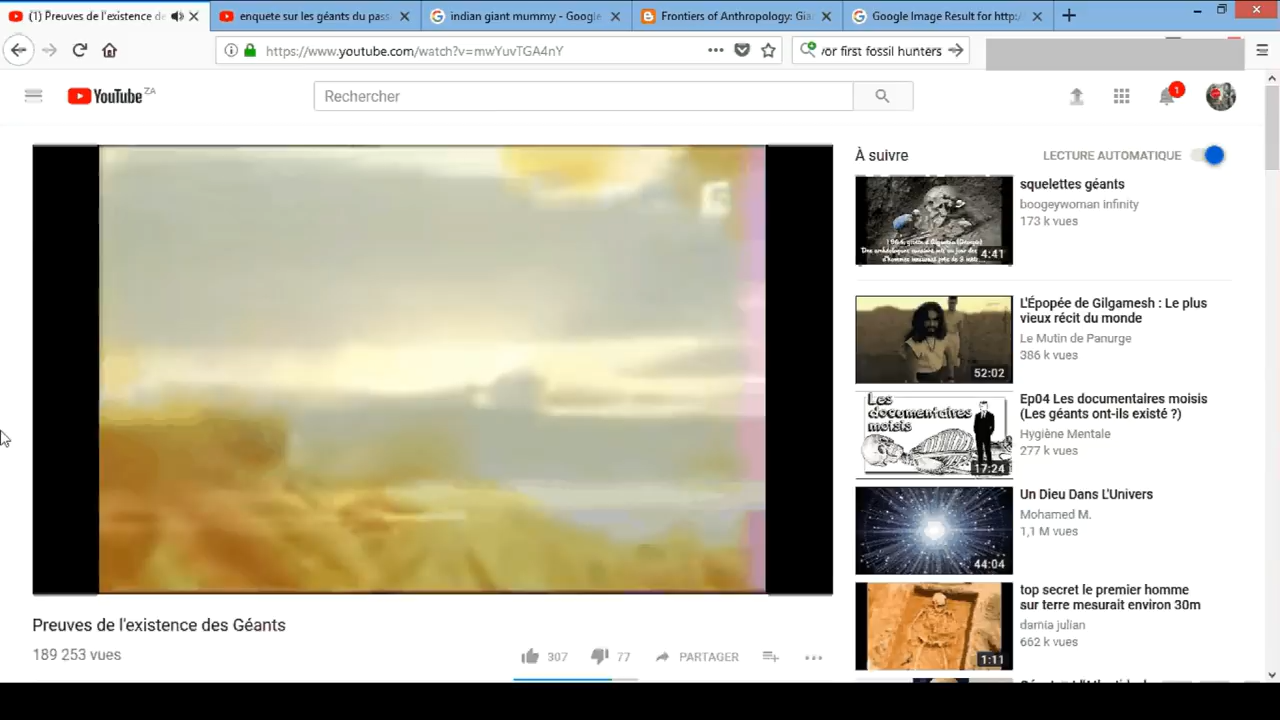 (1) Preuves de l'existence de
enquete sur les géants du pass
indian giant mummy - Google
Frontiers of Anthropology: Gia
Google Image Result for http:/
https://www.youtube.com/watch?v=mwYuvTGA4nY
vor first fossil hunters
YouTube ZA
Rechercher
1
À suivre
LECTURE AUTOMATIQUE
squelettes géants
boogeywoman infinity
173 k vues
4:41
L'Épopée de Gilgamesh : Le plus
vieux récit du monde
Le Mutin de Panurge
386 k vues
52:02
Ep04 Les documentaires moisis
(Les géants ont-ils existé ?)
Hygiène Mentale
277 k vues
Les
documentaires
moisis
17:24
Un Dieu Dans L'Univers
Mohamed M.
1,1 M vues
44:04
top secret le premier homme
sur terre mesurait environ 30m
darnia julian
662 k vues
1:11
Preuves de l'existence des Géants
189 253 vues
307
77
PARTAGER